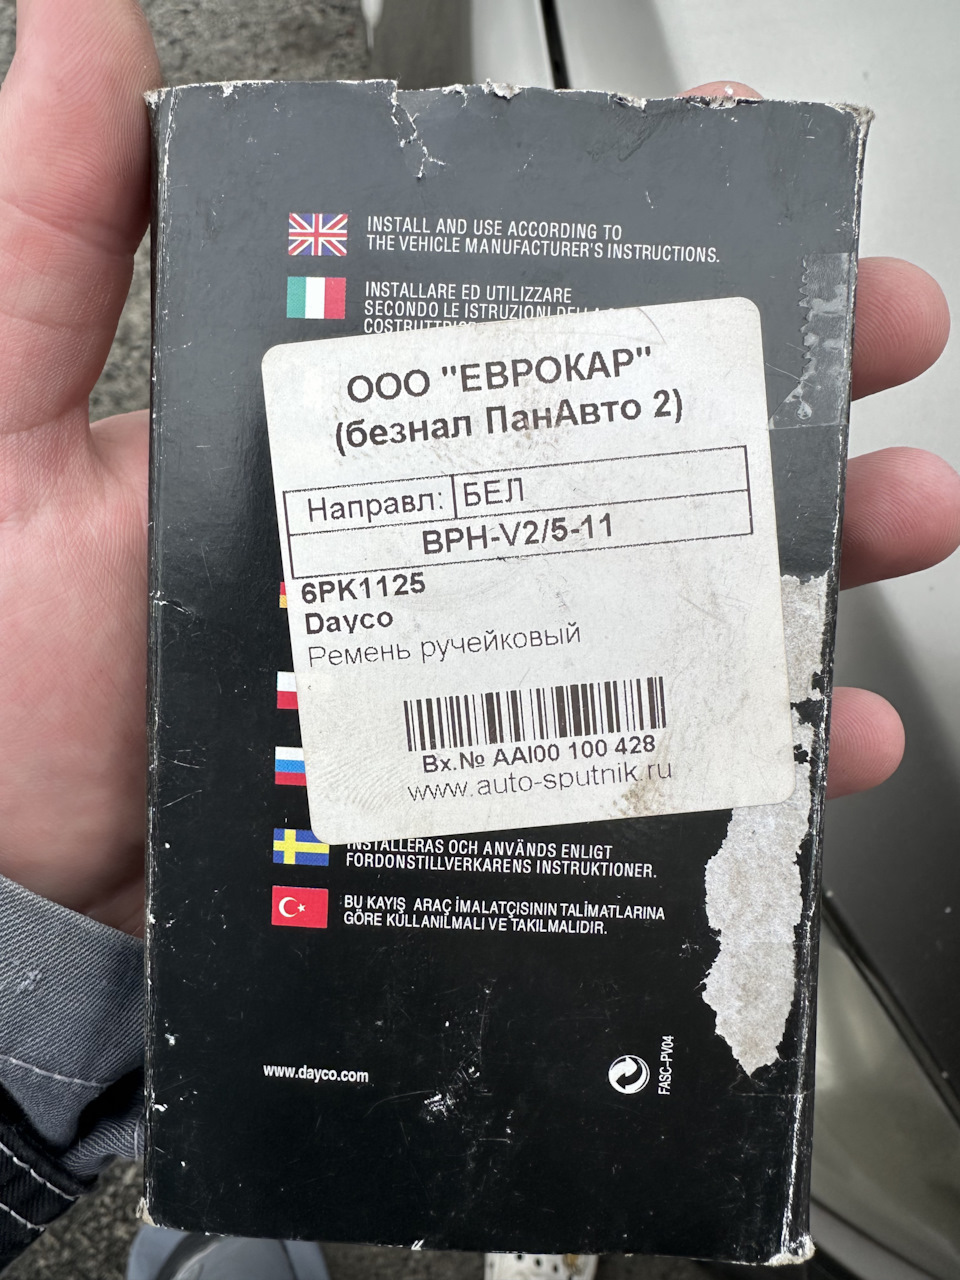 INSTALL AND USE ACCORDING TO
THE VEHICLE MANUFACTURER'S INSTRUCTIONS.
INSTALLARE ED UTILIZZARE
SECONDO LE ISTRUZIONI DELLA
ООО "ЕВРОКАР"
(безнал ПанАвто 2)
Направл: БЕЛ
ВРН-V2/5-11
6PK1125
Dayco
Ремень ручейковый
Вх.№ AAI00 100 428
www.auto-sputnik.ru
INSTALLERAS OCH ANVÄNDS ENLIGT
FORDONSTILLVERKARENS INSTRUKTIONER.
BU KAYIŞ ARAÇ İMALATÇISININ TALİMATLARINA
GÖRE KULLANILMALI VE TAKILMALIDIR.
www.dayco.com
FASC-PV04